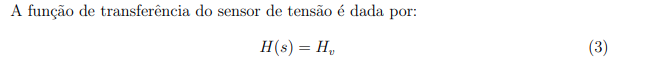 A função de transferência do sensor de tensão é dada por:
H(s) = H_v (3)